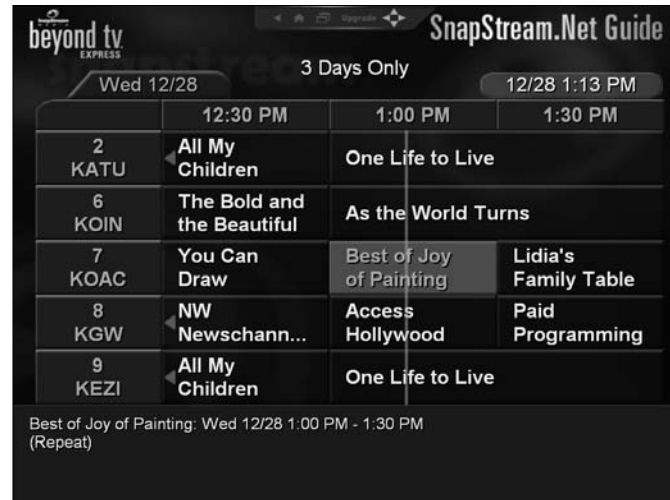 Snapstream
MEDIA
beyond tv
EXPRESS
Upgrade
SnapStream.Net Guide
3 Days Only
Wed 12/28
12/28 1:13 PM
12:30 PM 1:00 PM 1:30 PM
2
KATU
All My
Children
One Life to Live
6
KOIN
The Bold and
the Beautiful
As the World Turns
7
KOAC
You Can
Draw
Best of Joy
of Painting
Lidia's
Family Table
8
KGW
NW
Newschann...
Access
Hollywood
Paid
Programming
9
KEZI
All My
Children
One Life to Live
Best of Joy of Painting: Wed 12/28 1:00 PM - 1:30 PM
(Repeat)